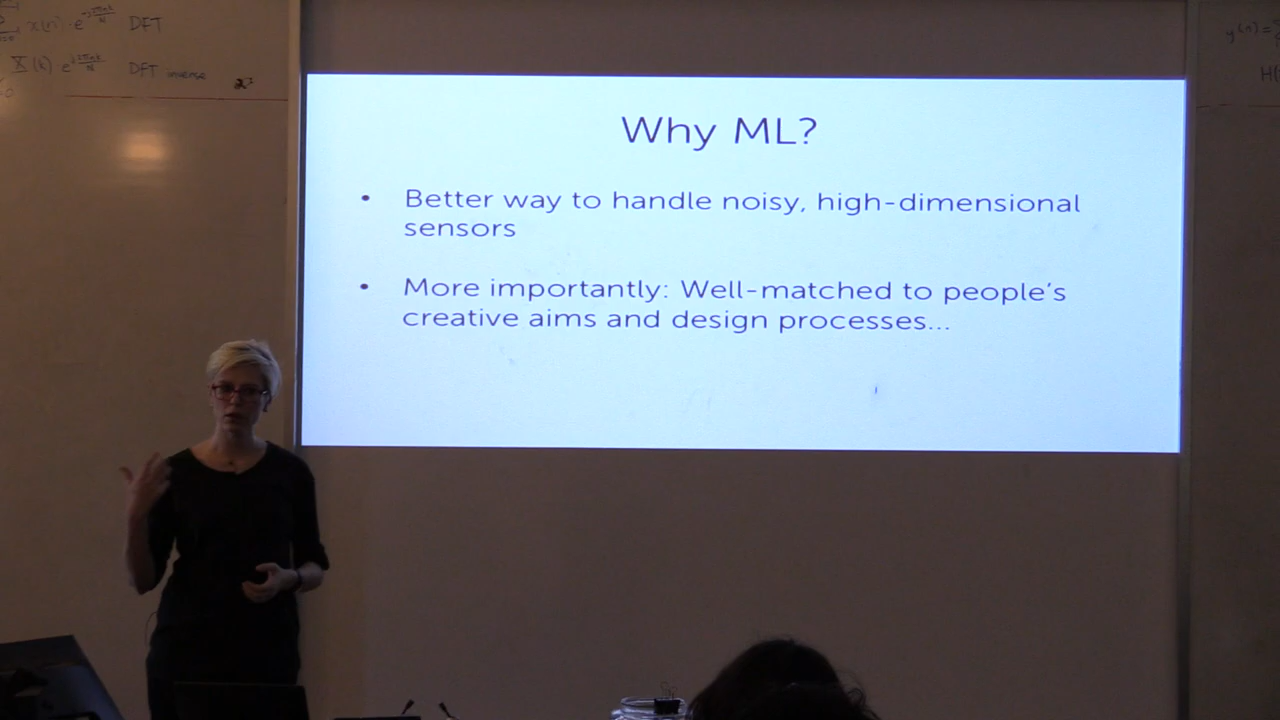 DFT
DFT inverse
Why ML?
• Better way to handle noisy, high-dimensional
sensors
• More importantly: Well-matched to people's
creative aims and design processes...